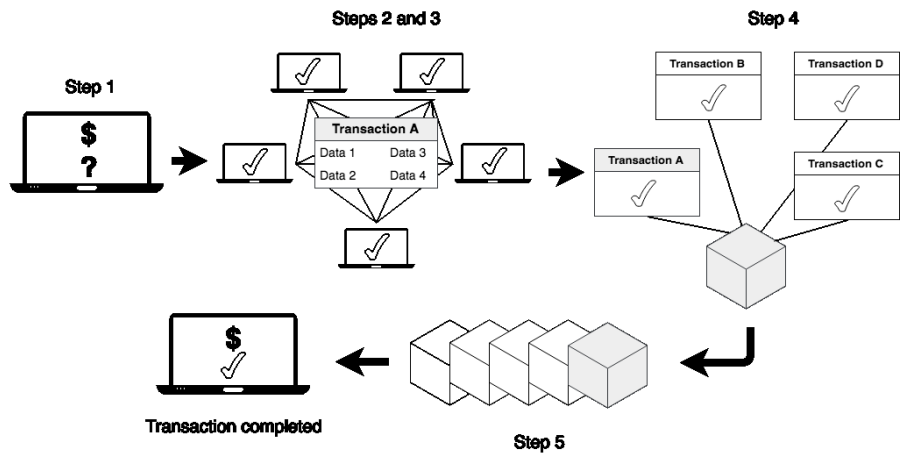 Step 1
$
?
Steps 2 and 3
Transaction A
Data 1 Data 3
Data 2 Data 4
Step 4
Transaction B
Transaction D
Transaction A
Transaction C
Step 5
$
Transaction completed